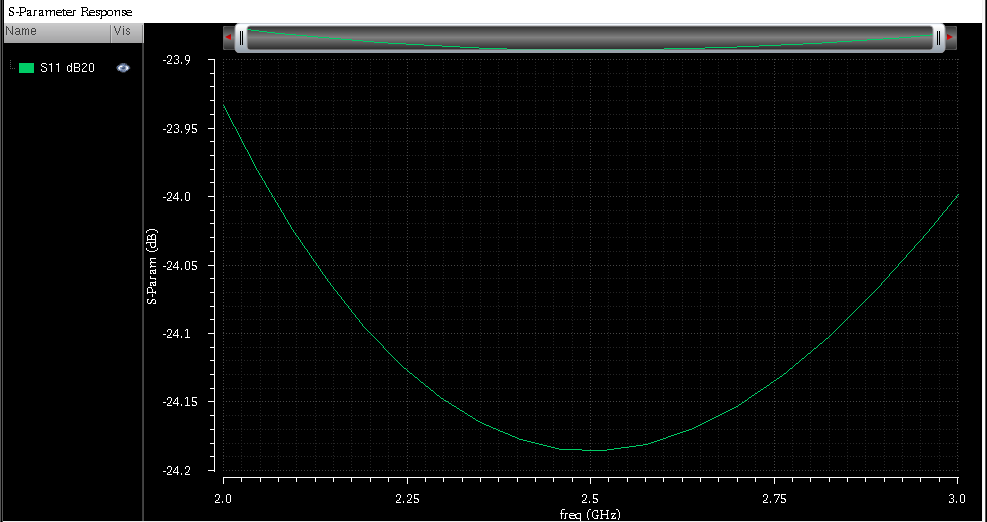 S-Parameter Response
Name Vis
S11 dB20
-23.9
-23.95
-24.0
-24.05
-24.1
-24.15
-24.2
S-Param (dB)
2.0 2.25 2.5 2.75 3.0
freq (GHz)